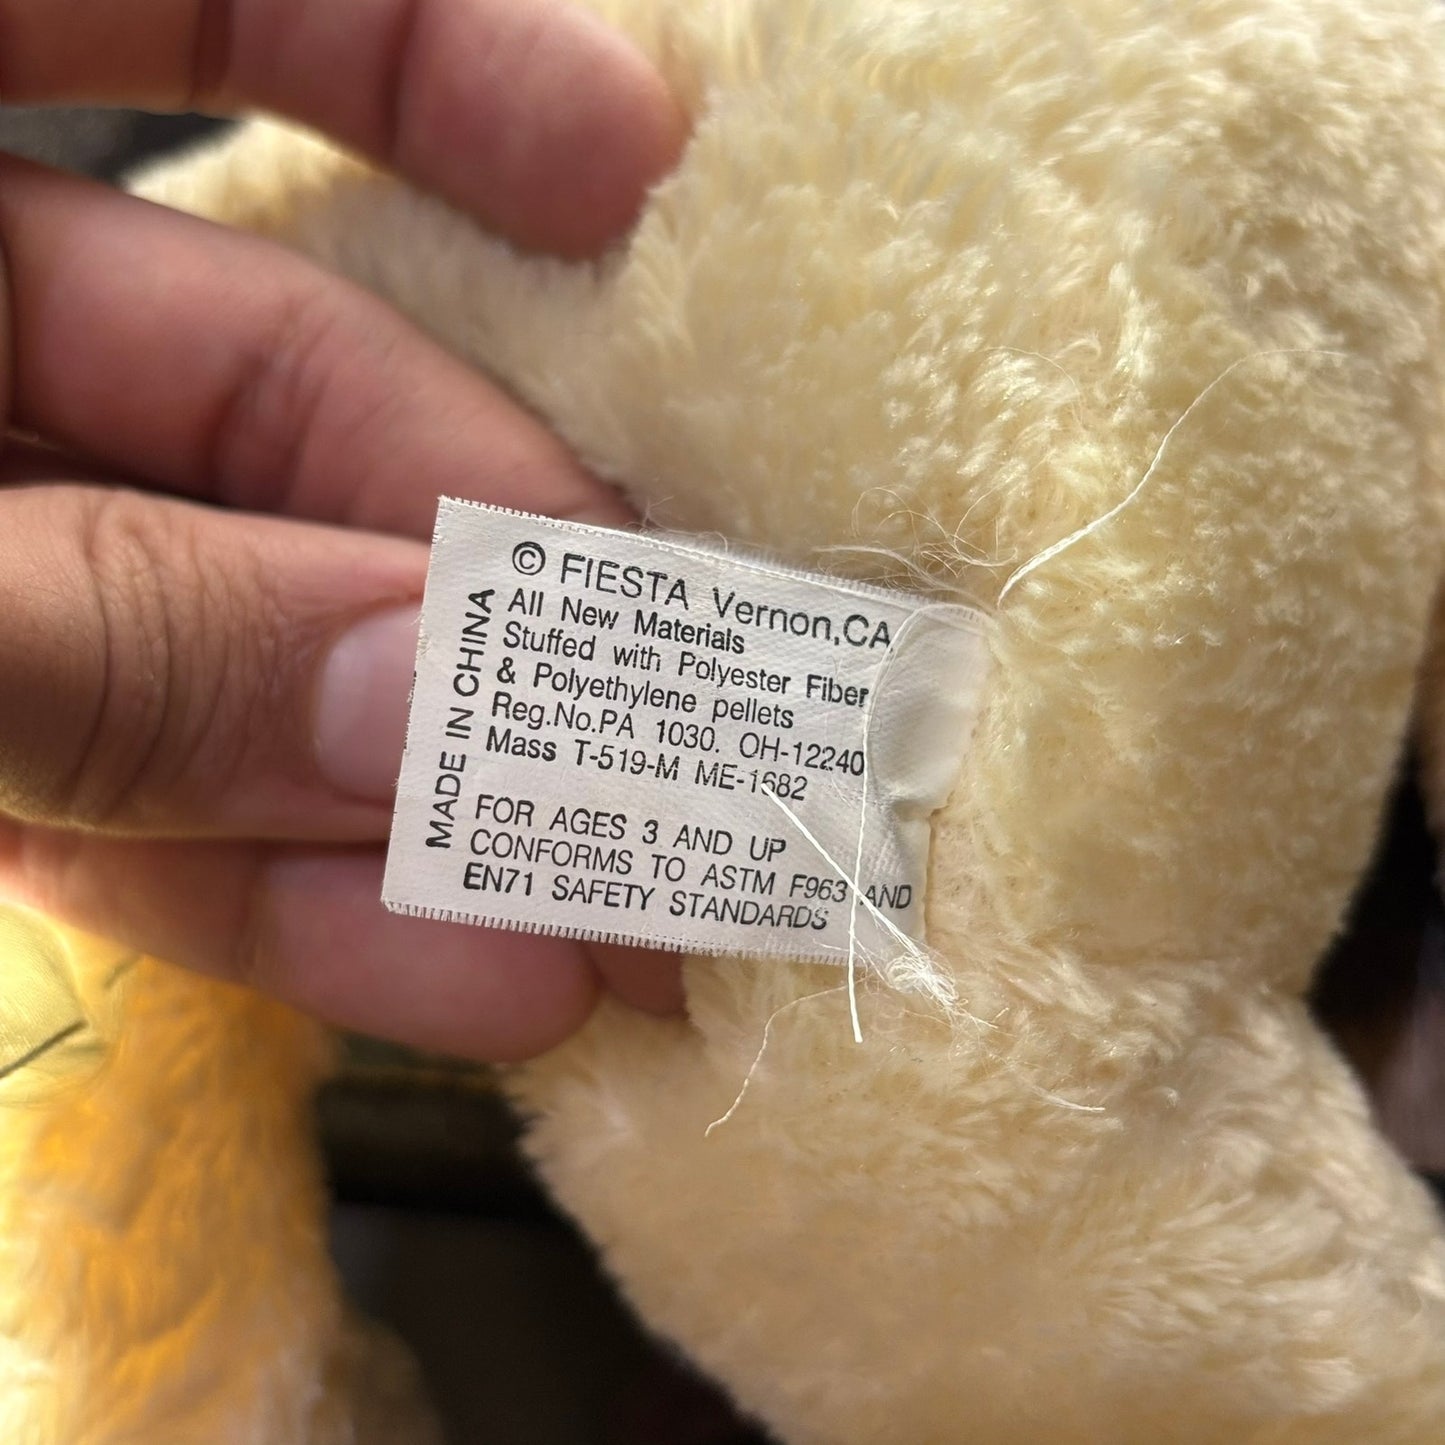 © FIESTA Vernon,CA
All New Materials
Stuffed with Polyester Fiber
& Polyethylene pellets
Reg.No.PA 1030. OH-12240
Mass T-519-M ME-1682
FOR AGES 3 AND UP
CONFORMS TO ASTM F963 AND
EN71 SAFETY STANDARDS
MADE IN CHINA